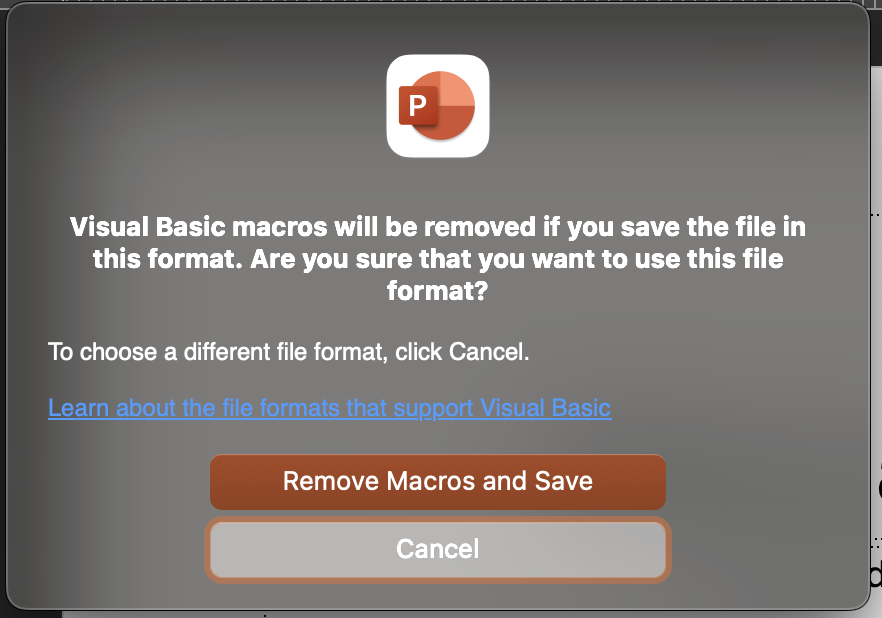 P
Visual Basic macros will be removed if you save the file in
this format. Are you sure that you want to use this file
format?
To choose a different file format, click Cancel.
Learn about the file formats that support Visual Basic
Remove Macros and Save
Cancel